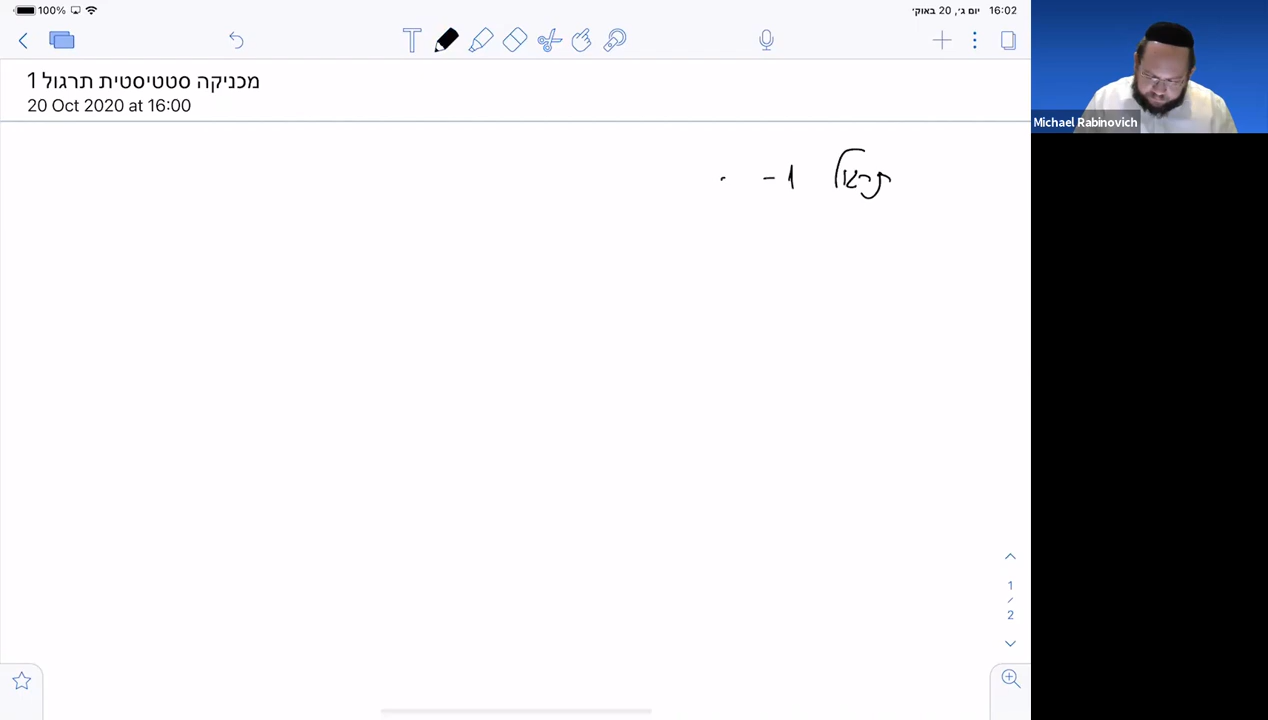 100%
16:02 יום ג׳, 20 באוק׳
מכניקה סטטיסטית תרגול 1
20 Oct 2020 at 16:00
תרגול 1 -
Michael Rabinovich
1
/
2